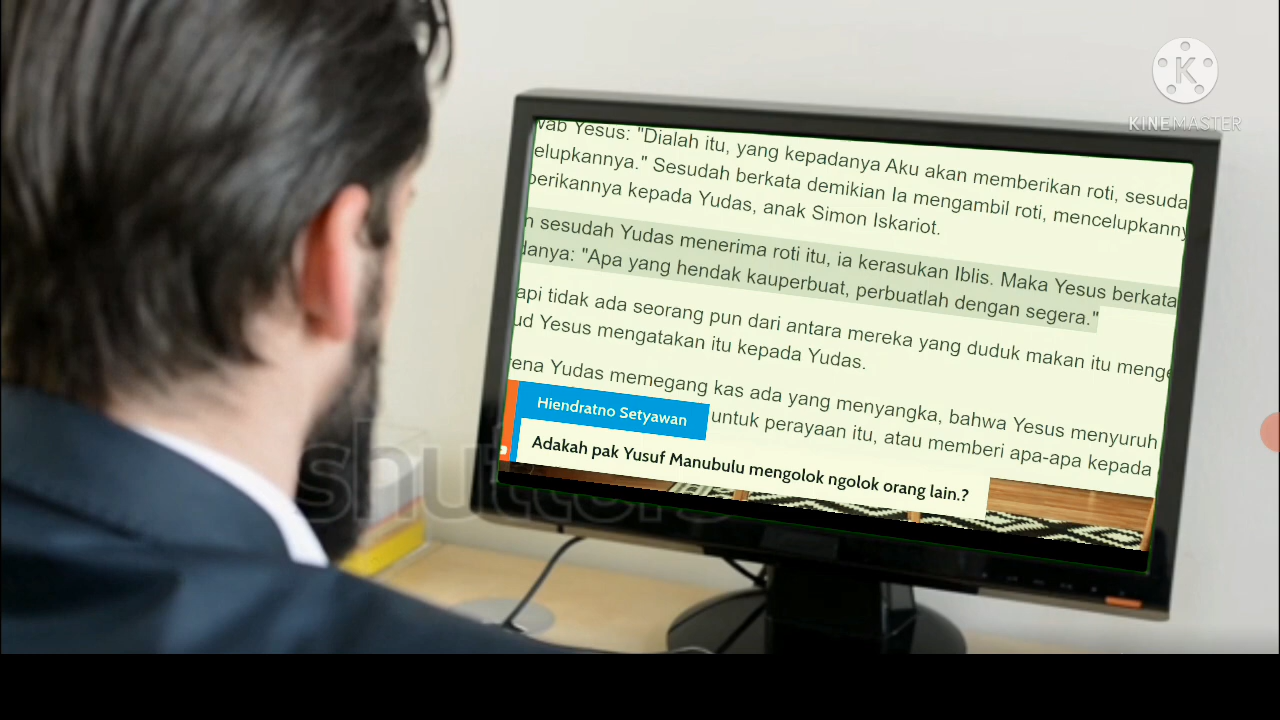 KINEMASTER
Yesus: "Dialah itu, yang kepadanya Aku akan memberikan roti, sesuda
elupkannya." Sesudah berkata demikian Ia mengambil roti, mencelupkanny
berikannya kepada Yudas, anak Simon Iskariot.
n sesudah Yudas menerima roti itu, ia kerasukan Iblis. Maka Yesus berkata
danya: "Apa yang hendak kauperbuat, perbuatlah dengan segera."
api tidak ada seorang pun dari antara mereka yang duduk makan itu menge
ud Yesus mengatakan itu kepada Yudas.
rena Yudas memegang kas ada yang menyangka, bahwa Yesus menyuruh
untuk perayaan itu, atau memberi apa-apa kepada
Hiendratno Setyawan
Adakah pak Yusuf Manubulu mengolok ngolok orang lain.?
shutters